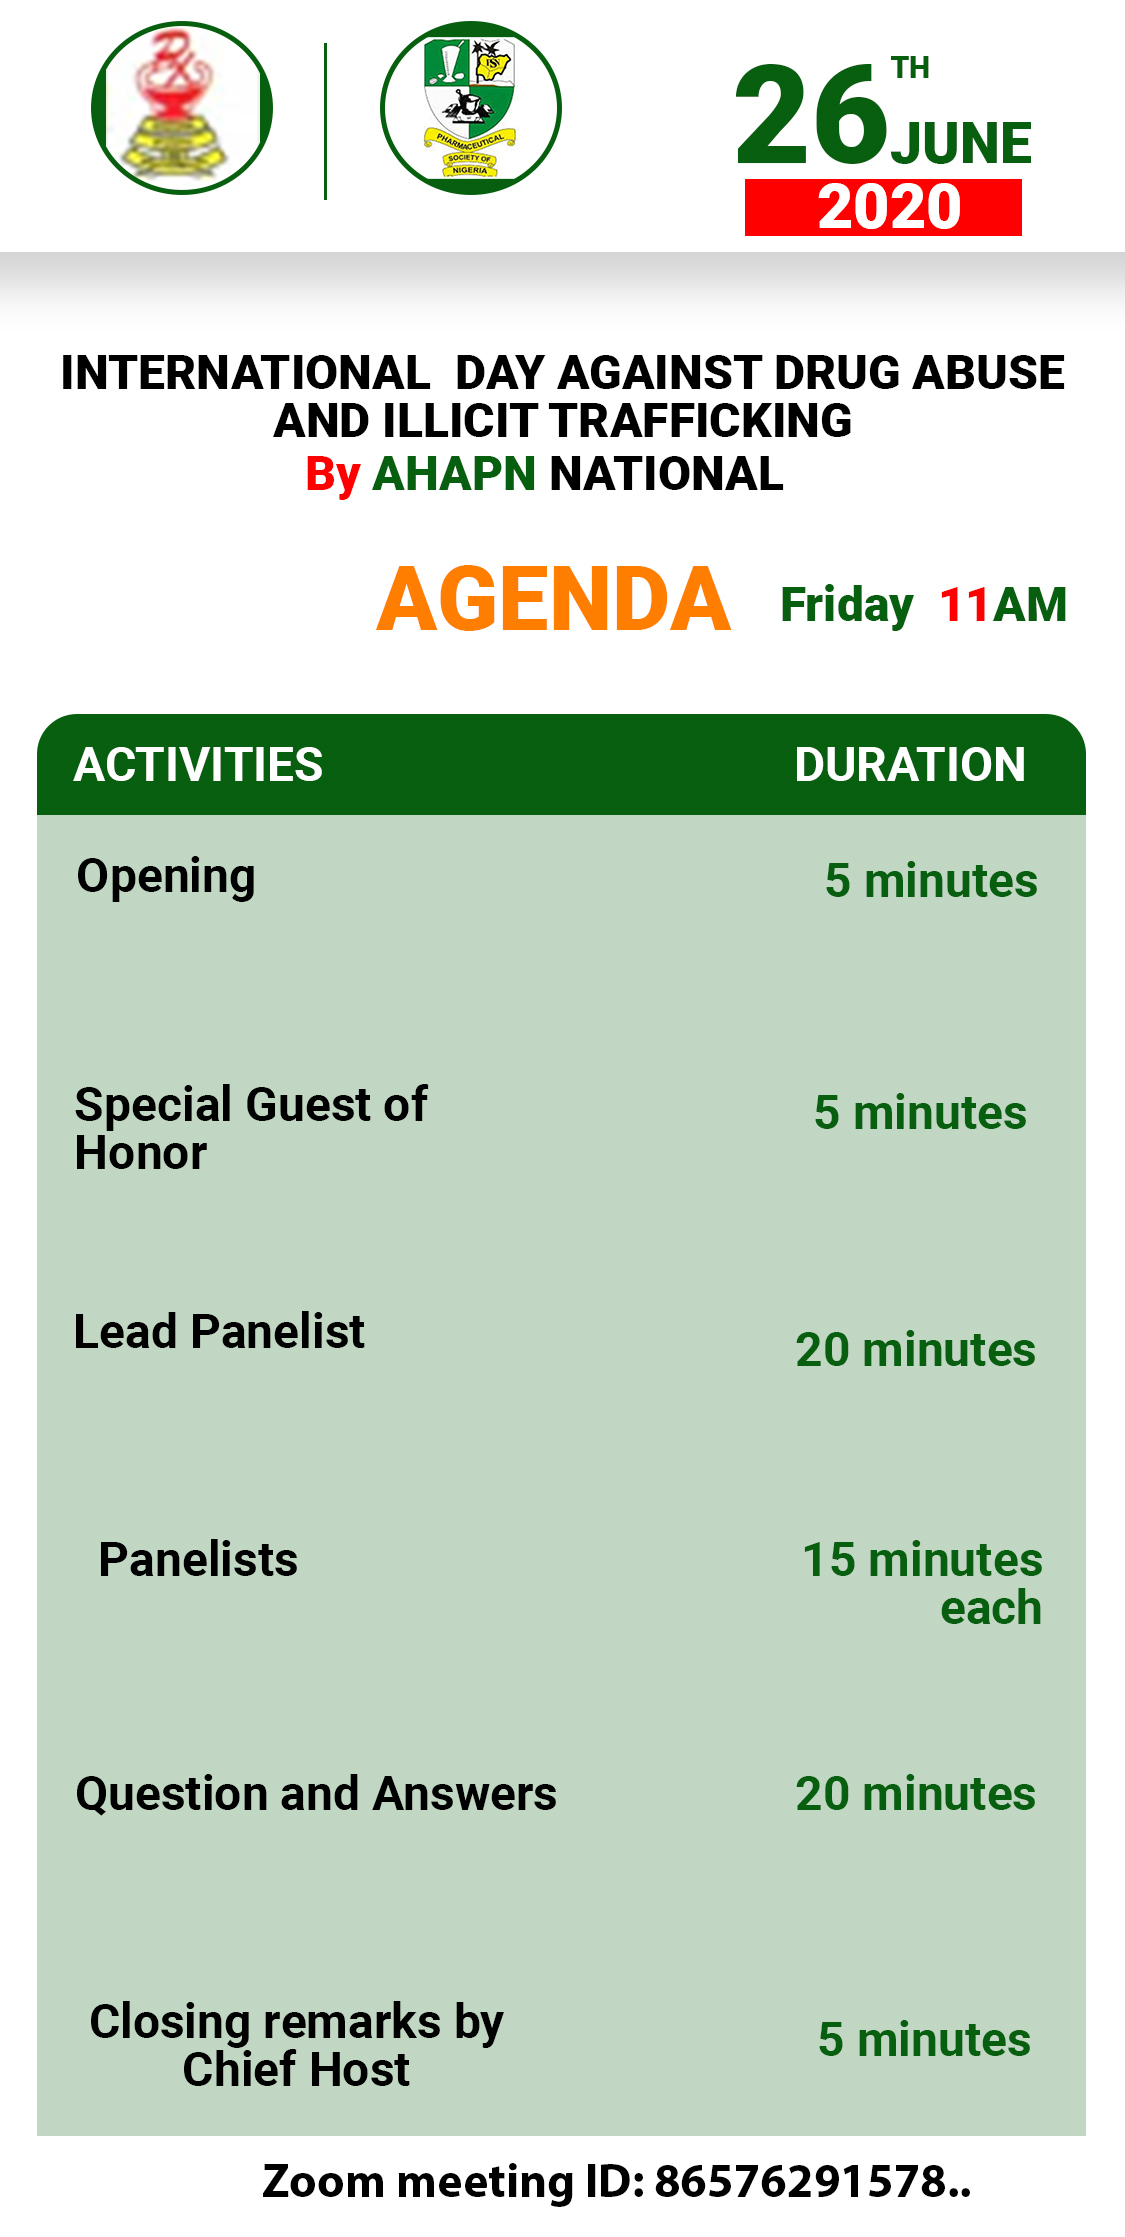 Rx
PSN
PHARMACEUTICAL
SOCIETY OF
NIGERIA
26TH JUNE
2020
INTERNATIONAL DAY AGAINST DRUG ABUSE
AND ILLICIT TRAFFICKING
By AHAPN NATIONAL
AGENDA Friday 11AM
ACTIVITIES DURATION
Opening 5 minutes
Special Guest of 5 minutes
Honor
Lead Panelist 20 minutes
Panelists 15 minutes
each
Question and Answers 20 minutes
Closing remarks by 5 minutes
Chief Host
Zoom meeting ID: 86576291578..